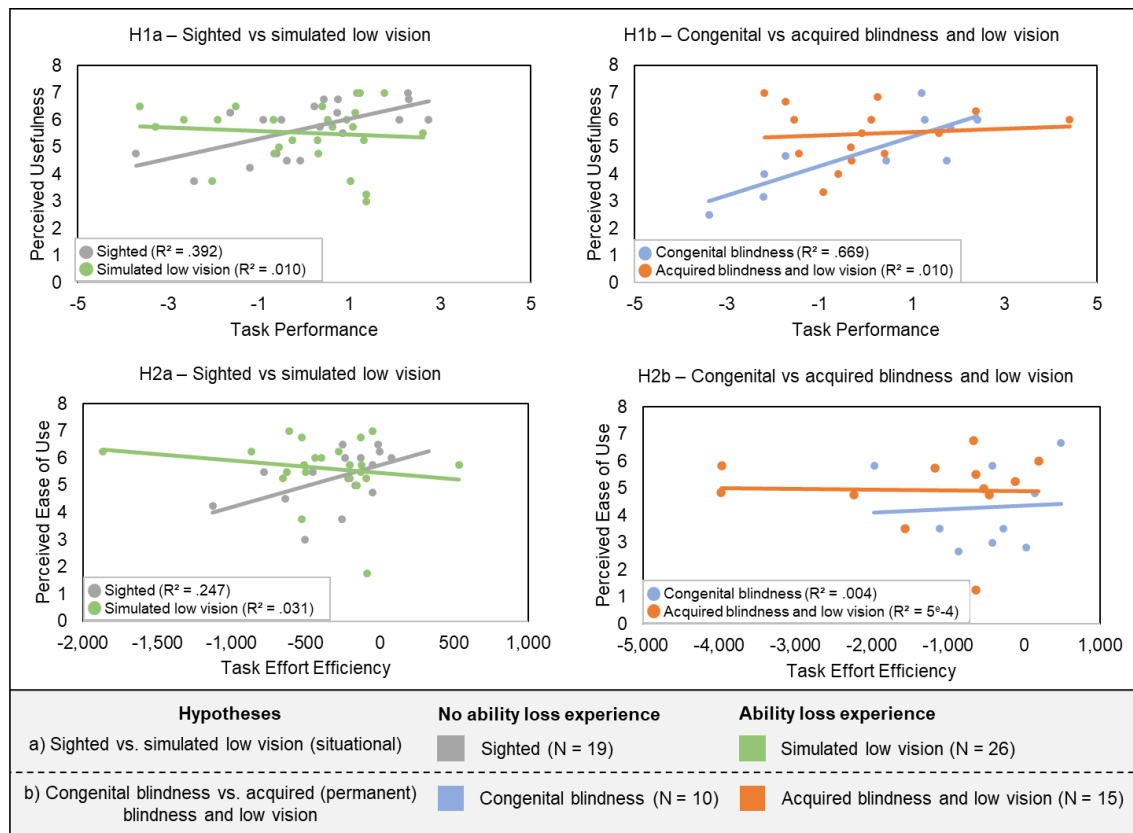 H1a – Sighted vs simulated low vision
8
7
6
5
4
3
2
1
0
Perceived Usefulness
Sighted (R² = .392)
Simulated low vision (R² = .010)
-5 -3 -1 1 3 5
Task Performance
H1b – Congenital vs acquired blindness and low vision
8
7
6
5
4
3
2
1
0
Perceived Usefulness
Congenital blindness (R² = .669)
Acquired blindness and low vision (R² = .010)
-5 -3 -1 1 3 5
Task Performance
H2a – Sighted vs simulated low vision
8
7
6
5
4
3
2
1
0
Perceived Ease of Use
Sighted (R² = .247)
Simulated low vision (R² = .031)
-2,000 -1,500 -1,000 -500 0 500 1,000
Task Effort Efficiency
H2b – Congenital vs acquired blindness and low vision
8
7
6
5
4
3
2
1
0
Perceived Ease of Use
Congenital blindness (R² = .004)
Acquired blindness and low vision (R² = 5ᵉ-4)
-5,000 -4,000 -3,000 -2,000 -1,000 0 1,000
Task Effort Efficiency
Hypotheses No ability loss experience Ability loss experience
a) Sighted vs. simulated low vision (situational) Sighted (N = 19) Simulated low vision (N = 26)
b) Congenital blindness vs. acquired (permanent)
blindness and low vision
Congenital blindness (N = 10) Acquired blindness and low vision (N = 15)